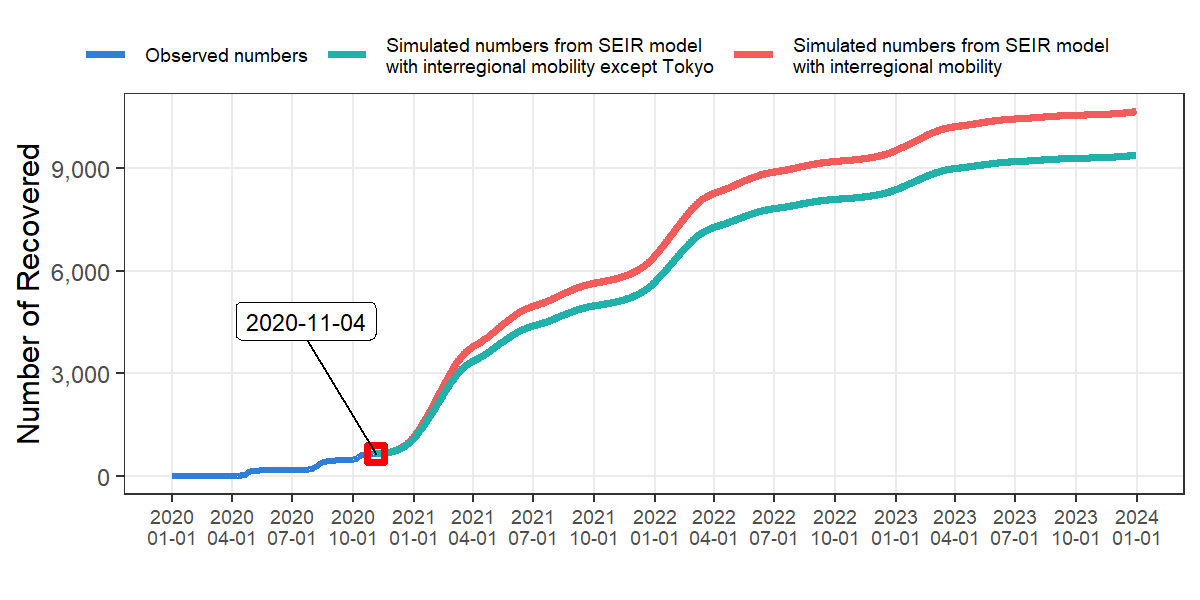 Observed numbers
Simulated numbers from SEIR model
with interregional mobility except Tokyo
Simulated numbers from SEIR model
with interregional mobility
Number of Recovered
9,000
6,000
3,000
0
2020-11-04
2020 2020 2020 2020 2021 2021 2021 2021 2022 2022 2022 2022 2023 2023 2023 2023 2024
01-01 04-01 07-01 10-01 01-01 04-01 07-01 10-01 01-01 04-01 07-01 10-01 01-01 04-01 07-01 10-01 01-01